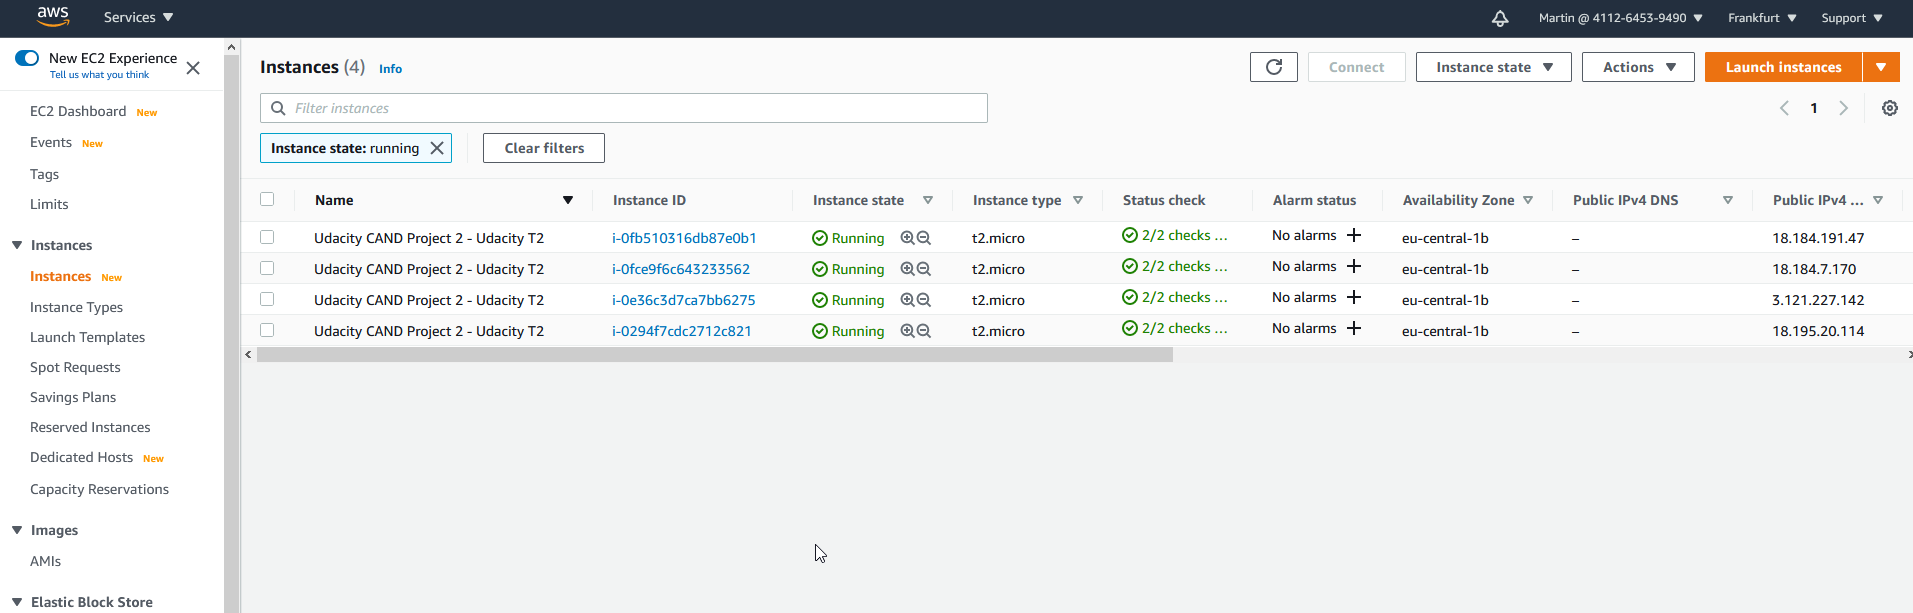 aws Services Martin @ 4112-6453-9490 Frankfurt Support
New EC2 Experience
Tell us what you think
EC2 Dashboard New
Events New
Tags
Limits
Instances
Instances New
Instance Types
Launch Templates
Spot Requests
Savings Plans
Reserved Instances
Dedicated Hosts New
Capacity Reservations
Images
AMIs
Elastic Block Store
Instances (4) Info
Connect Instance state Actions Launch instances
Filter instances
1
Instance state: running Clear filters
Name Instance ID Instance state Instance type Status check Alarm status Availability Zone Public IPv4 DNS Public IPv4 ...
Udacity CAND Project 2 - Udacity T2 i-0fb510316db87e0b1 Running t2.micro 2/2 checks ... No alarms + eu-central-1b – 18.184.191.47
Udacity CAND Project 2 - Udacity T2 i-0fce9f6c643233562 Running t2.micro 2/2 checks ... No alarms + eu-central-1b – 18.184.7.170
Udacity CAND Project 2 - Udacity T2 i-0e36c3d7ca7bb6275 Running t2.micro 2/2 checks ... No alarms + eu-central-1b – 3.121.227.142
Udacity CAND Project 2 - Udacity T2 i-0294f7cdc2712c821 Running t2.micro 2/2 checks ... No alarms + eu-central-1b – 18.195.20.114